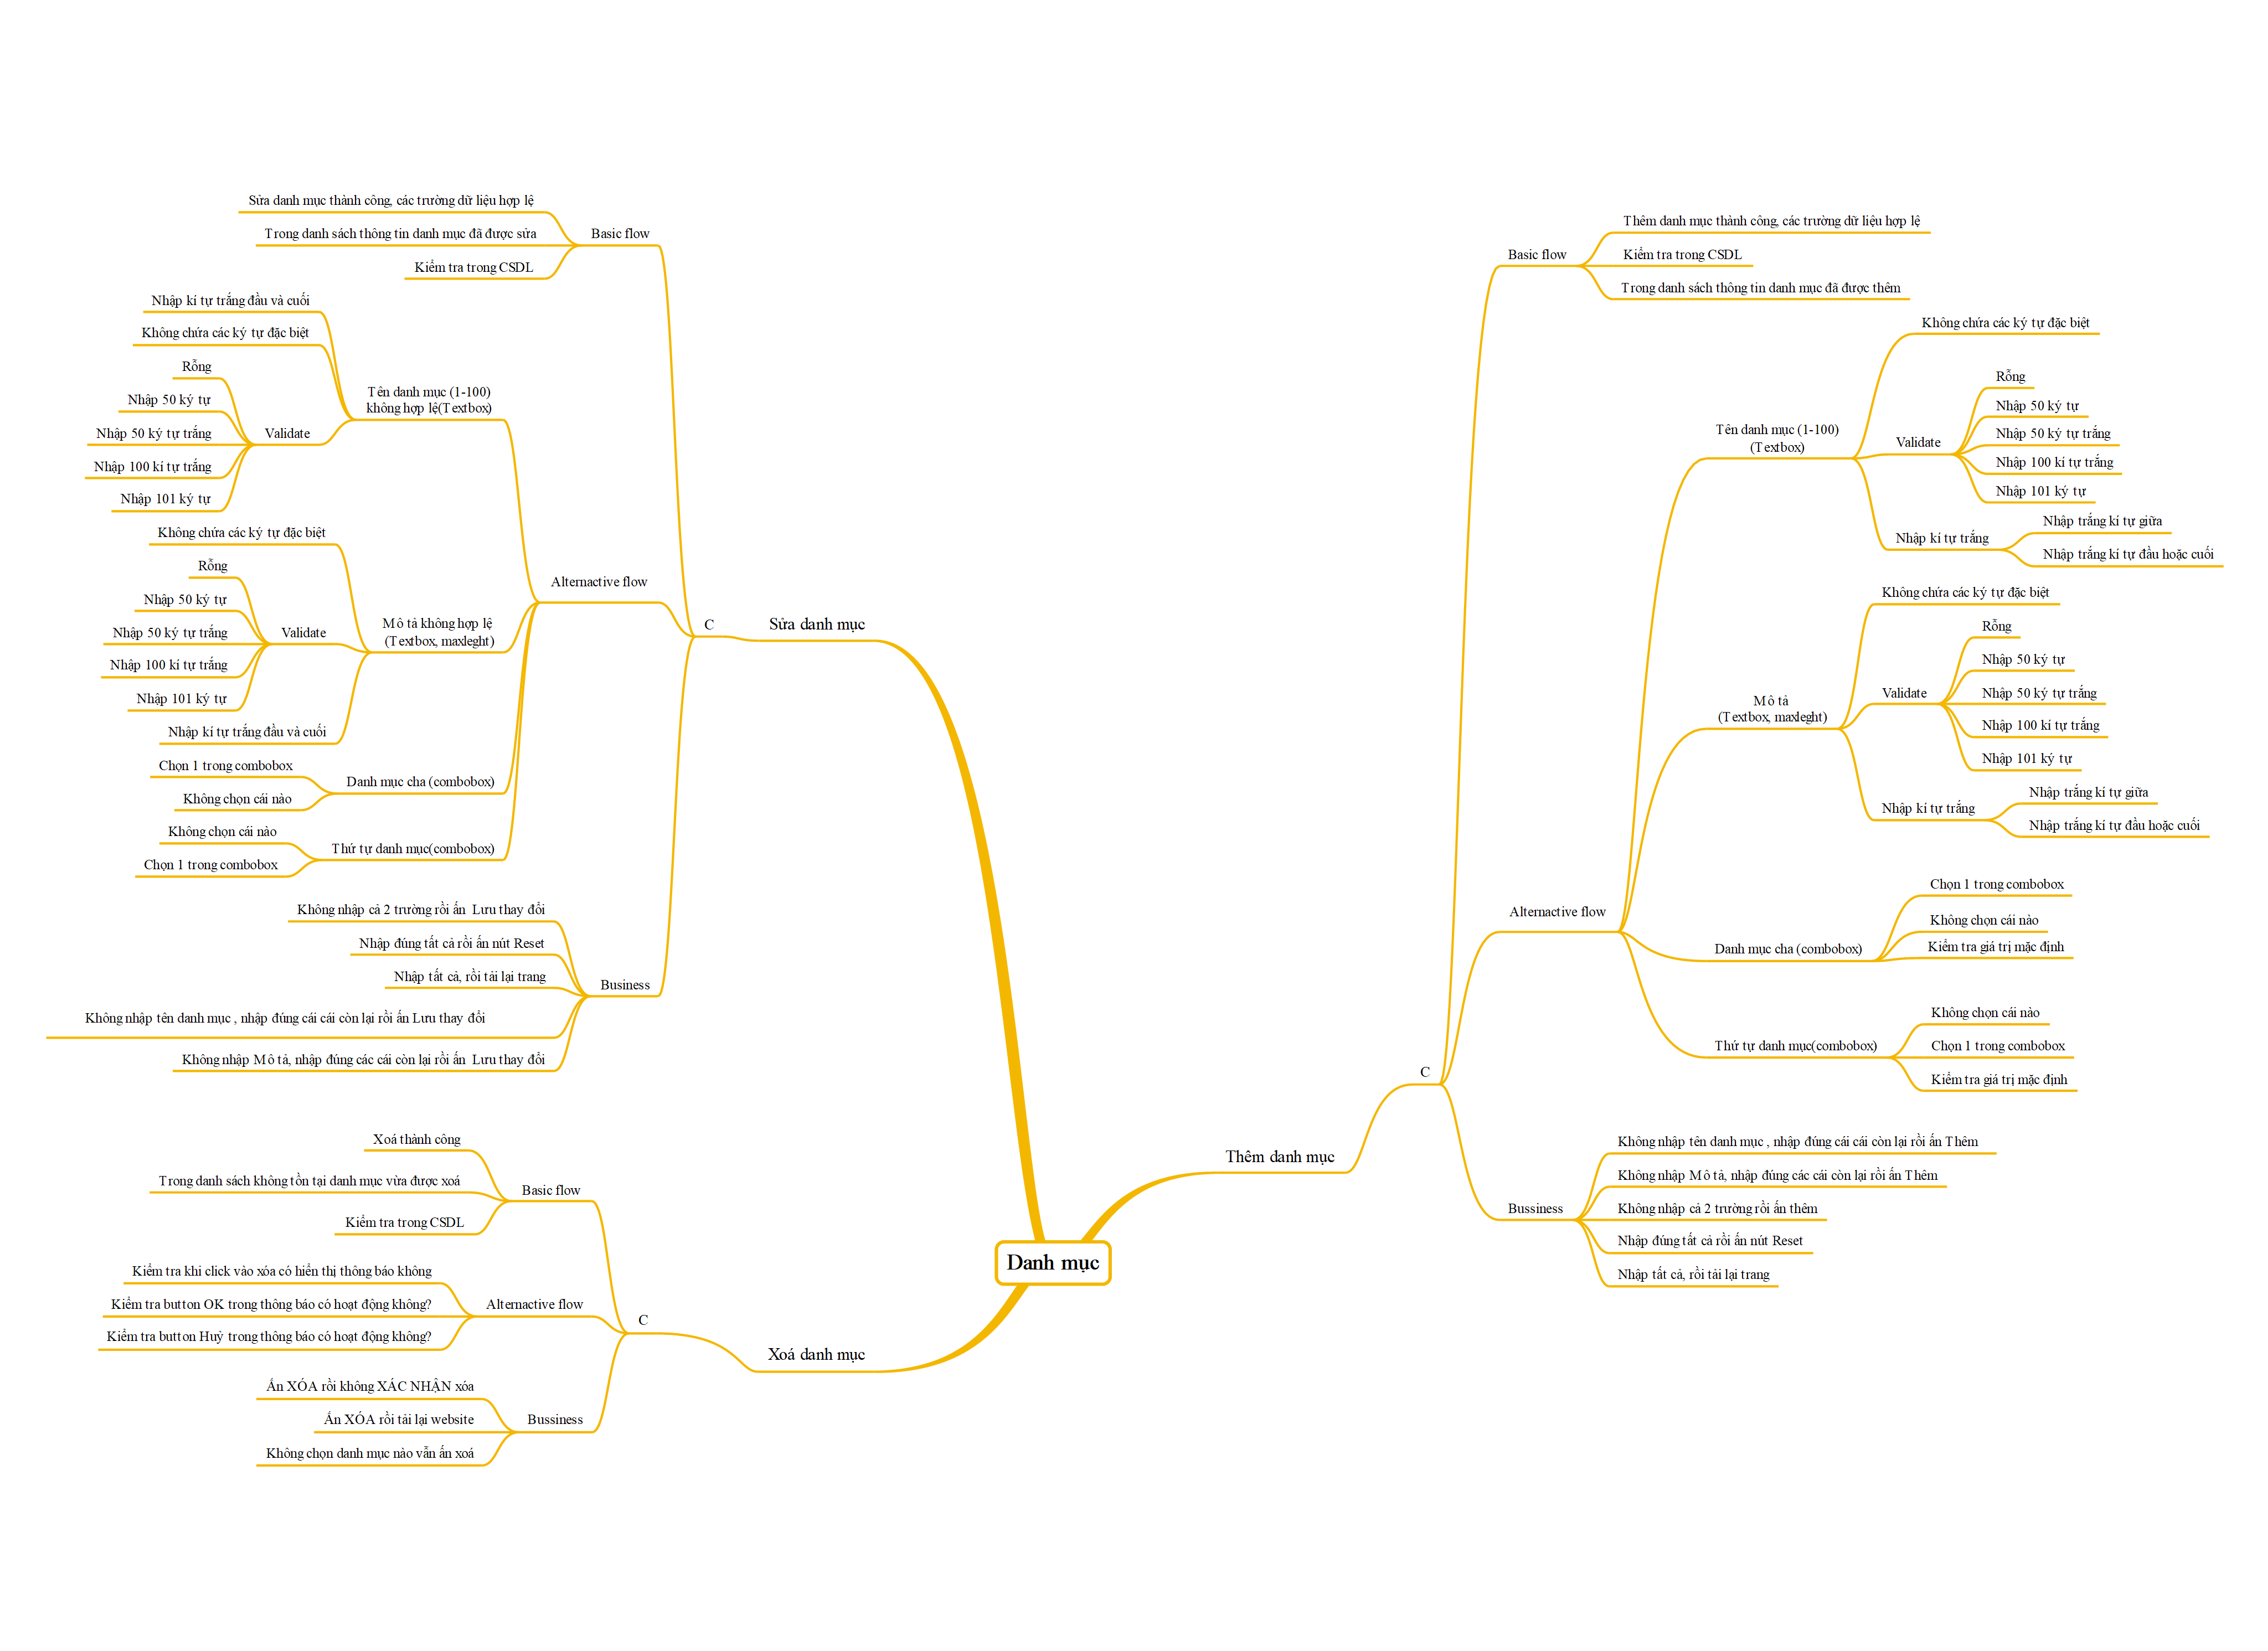 Danh mục
Sửa danh mục
C
Basic flow
Sửa danh mục thành công, các trường dữ liệu hợp lệ
Trong danh sách thông tin danh mục đã được sửa
Kiểm tra trong CSDL
Alternactive flow
Tên danh mục (1-100)
không hợp lệ(Textbox)
Nhập kí tự trắng đầu và cuối
Không chứa các ký tự đặc biệt
Validate
Rỗng
Nhập 50 ký tự
Nhập 50 ký tự trắng
Nhập 100 kí tự trắng
Nhập 101 ký tự
Mô tả không hợp lệ
(Textbox, maxleght)
Không chứa các ký tự đặc biệt
Validate
Rỗng
Nhập 50 ký tự
Nhập 50 ký tự trắng
Nhập 100 kí tự trắng
Nhập 101 ký tự
Nhập kí tự trắng đầu và cuối
Danh mục cha (combobox)
Chọn 1 trong combobox
Không chọn cái nào
Thứ tự danh mục(combobox)
Không chọn cái nào
Chọn 1 trong combobox
Business
Không nhập cả 2 trường rồi ấn  Lưu thay đổi
Nhập đúng tất cả rồi ấn nút Reset
Nhập tất cả, rồi tải lại trang
Không nhập tên danh mục , nhập đúng cái cái còn lại rồi ấn Lưu thay đổi
Không nhập Mô tả, nhập đúng các cái còn lại rồi ấn  Lưu thay đổi
Xoá danh mục
C
Basic flow
Xoá thành công
Trong danh sách không tồn tại danh mục vừa được xoá
Kiểm tra trong CSDL
Alternactive flow
Kiểm tra khi click vào xóa có hiển thị thông báo không
Kiểm tra button OK trong thông báo có hoạt động không?
Kiểm tra button Huỷ trong thông báo có hoạt động không?
Bussiness
Ấn XÓA rồi không XÁC NHẬN xóa
Ấn XÓA rồi tải lại website
Không chọn danh mục nào vẫn ấn xoá
Thêm danh mục
C
Basic flow
Thêm danh mục thành công, các trường dữ liệu hợp lệ
Kiểm tra trong CSDL
Trong danh sách thông tin danh mục đã được thêm
Alternactive flow
Tên danh mục (1-100)
(Textbox)
Không chứa các ký tự đặc biệt
Validate
Rỗng
Nhập 50 ký tự
Nhập 50 ký tự trắng
Nhập 100 kí tự trắng
Nhập 101 ký tự
Nhập kí tự trắng
Nhập trắng kí tự giữa
Nhập trắng kí tự đầu hoặc cuối
Mô tả
(Textbox, maxleght)
Không chứa các ký tự đặc biệt
Validate
Rỗng
Nhập 50 ký tự
Nhập 50 ký tự trắng
Nhập 100 kí tự trắng
Nhập 101 ký tự
Nhập kí tự trắng
Nhập trắng kí tự giữa
Nhập trắng kí tự đầu hoặc cuối
Danh mục cha (combobox)
Chọn 1 trong combobox
Không chọn cái nào
Kiểm tra giá trị mặc định
Thứ tự danh mục(combobox)
Không chọn cái nào
Chọn 1 trong combobox
Kiểm tra giá trị mặc định
Bussiness
Không nhập tên danh mục , nhập đúng cái cái còn lại rồi ấn Thêm
Không nhập Mô tả, nhập đúng các cái còn lại rồi ấn Thêm
Không nhập cả 2 trường rồi ấn thêm
Nhập đúng tất cả rồi ấn nút Reset
Nhập tất cả, rồi tải lại trang